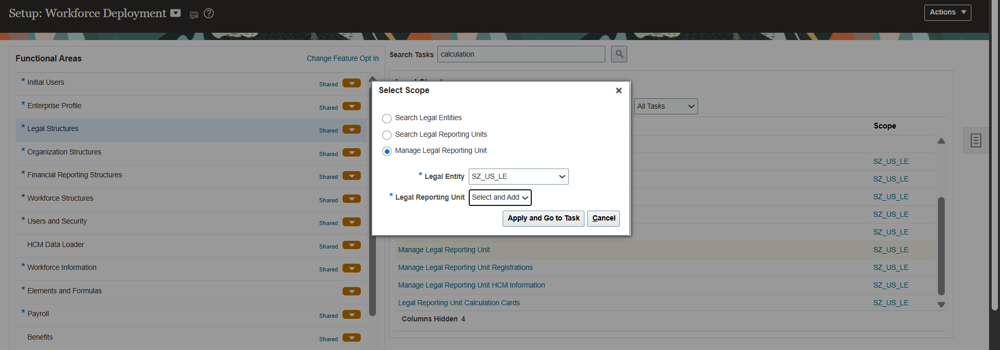 Setup: Workforce Deployment
Actions
Functional Areas
Change Feature Opt In
* Initial Users Shared
* Enterprise Profile Shared
* Legal Structures Shared
* Organization Structures Shared
* Financial Reporting Structures Shared
* Workforce Structures Shared
* Users and Security Shared
HCM Data Loader Shared
* Workforce Information Shared
* Elements and Formulas
* Payroll Shared
Benefits Shared
Search Tasks calculation
Select Scope
Search Legal Entities
Search Legal Reporting Units
Manage Legal Reporting Unit
* Legal Entity SZ_US_LE
* Legal Reporting Unit Select and Add
Apply and Go to Task Cancel
All Tasks
Scope
SZ_US_LE
SZ_US_LE
SZ_US_LE
SZ_US_LE
SZ_US_LE
Manage Legal Reporting Unit SZ_US_LE
Manage Legal Reporting Unit Registrations SZ_US_LE
Manage Legal Reporting Unit HCM Information SZ_US_LE
Legal Reporting Unit Calculation Cards SZ_US_LE
Columns Hidden 4